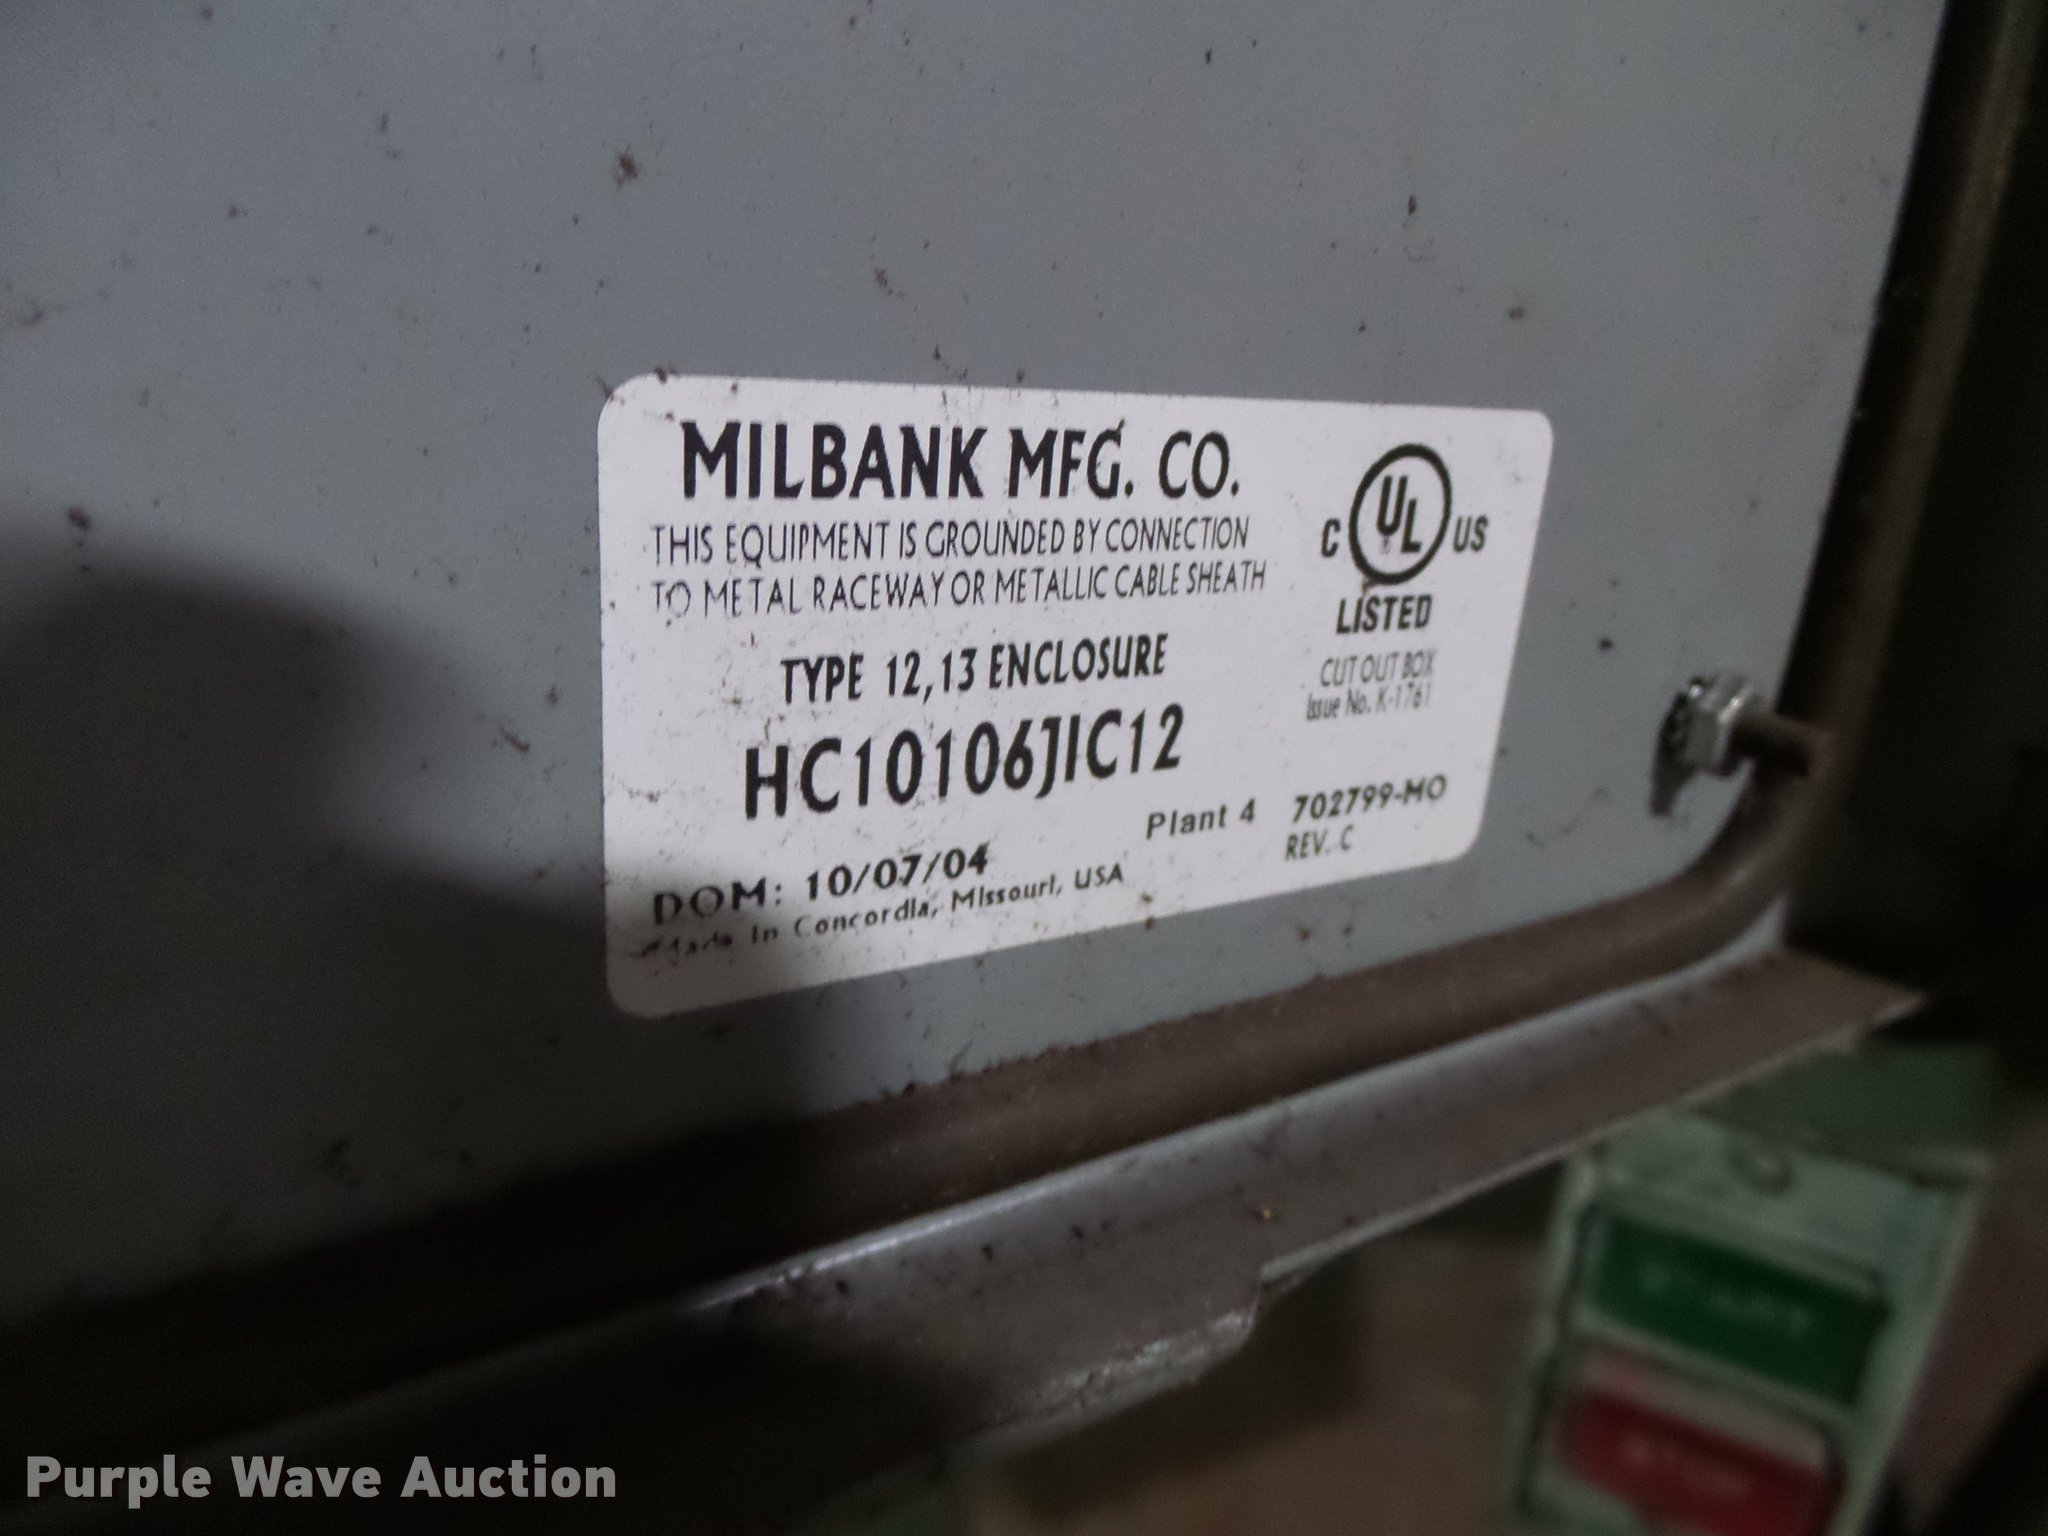 MILBANK MFG. CO.
THIS EQUIPMENT IS GROUNDED BY CONNECTION
TO METAL RACEWAY OR METALLIC CABLE SHEATH
TYPE 12,13 ENCLOSURE
HC10106JIC12
C UL US
®
LISTED
CUT OUT BOX
Issue No. K-1761
Plant 4 702799-MO
REV. C
DOM: 10/07/04
Made In Concordia, Missouri, USA
Purple Wave Auction